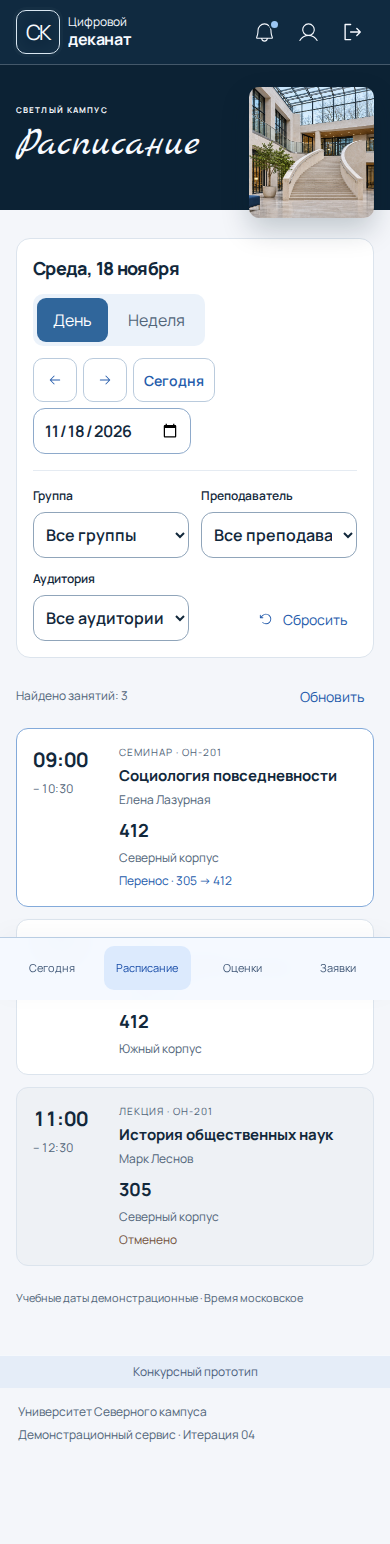 СК
Цифровой
деканат
СВЕТЛЫЙ КАМПУС
Расписание
Среда, 18 ноября
День Неделя
← → Сегодня
11/18/2026
Группа Преподаватель
Все группы Все преподава
Аудитория
Все аудитории Сбросить
Найдено занятий: 3 Обновить
09:00 СЕМИНАР · ОН-201
– 10:30 Социология повседневности
Елена Лазурная
412
Северный корпус
Перенос · 305 → 412
Сегодня Расписание Оценки Заявки
412
Южный корпус
11:00 ЛЕКЦИЯ · ОН-201
– 12:30 История общественных наук
Марк Леснов
305
Северный корпус
Отменено
Учебные даты демонстрационные · Время московское
Конкурсный прототип
Университет Северного кампуса
Демонстрационный сервис · Итерация 04